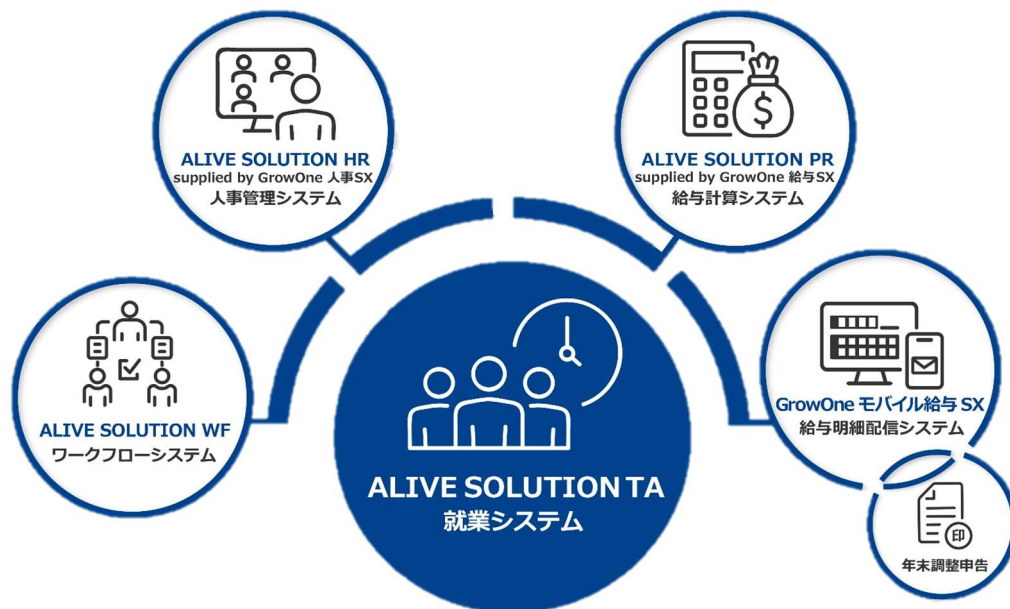 ALIVE SOLUTION HR
supplied by GrowOne 人事SX
人事管理システム
ALIVE SOLUTION PR
supplied by GrowOne 給与SX
給与計算システム
ALIVE SOLUTION WF
ワークフローシステム
GrowOne モバイル給与 SX
給与明細配信システム
ALIVE SOLUTION TA
就業システム
印
年末調整申告